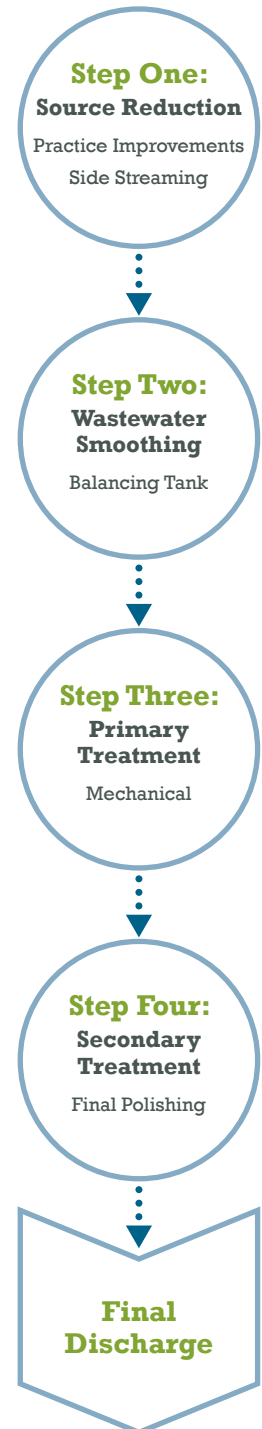 Step One:
Source Reduction
Practice Improvements
Side Streaming
Step Two:
Wastewater
Smoothing
Balancing Tank
Step Three:
Primary
Treatment
Mechanical
Step Four:
Secondary
Treatment
Final Polishing
Final
Discharge